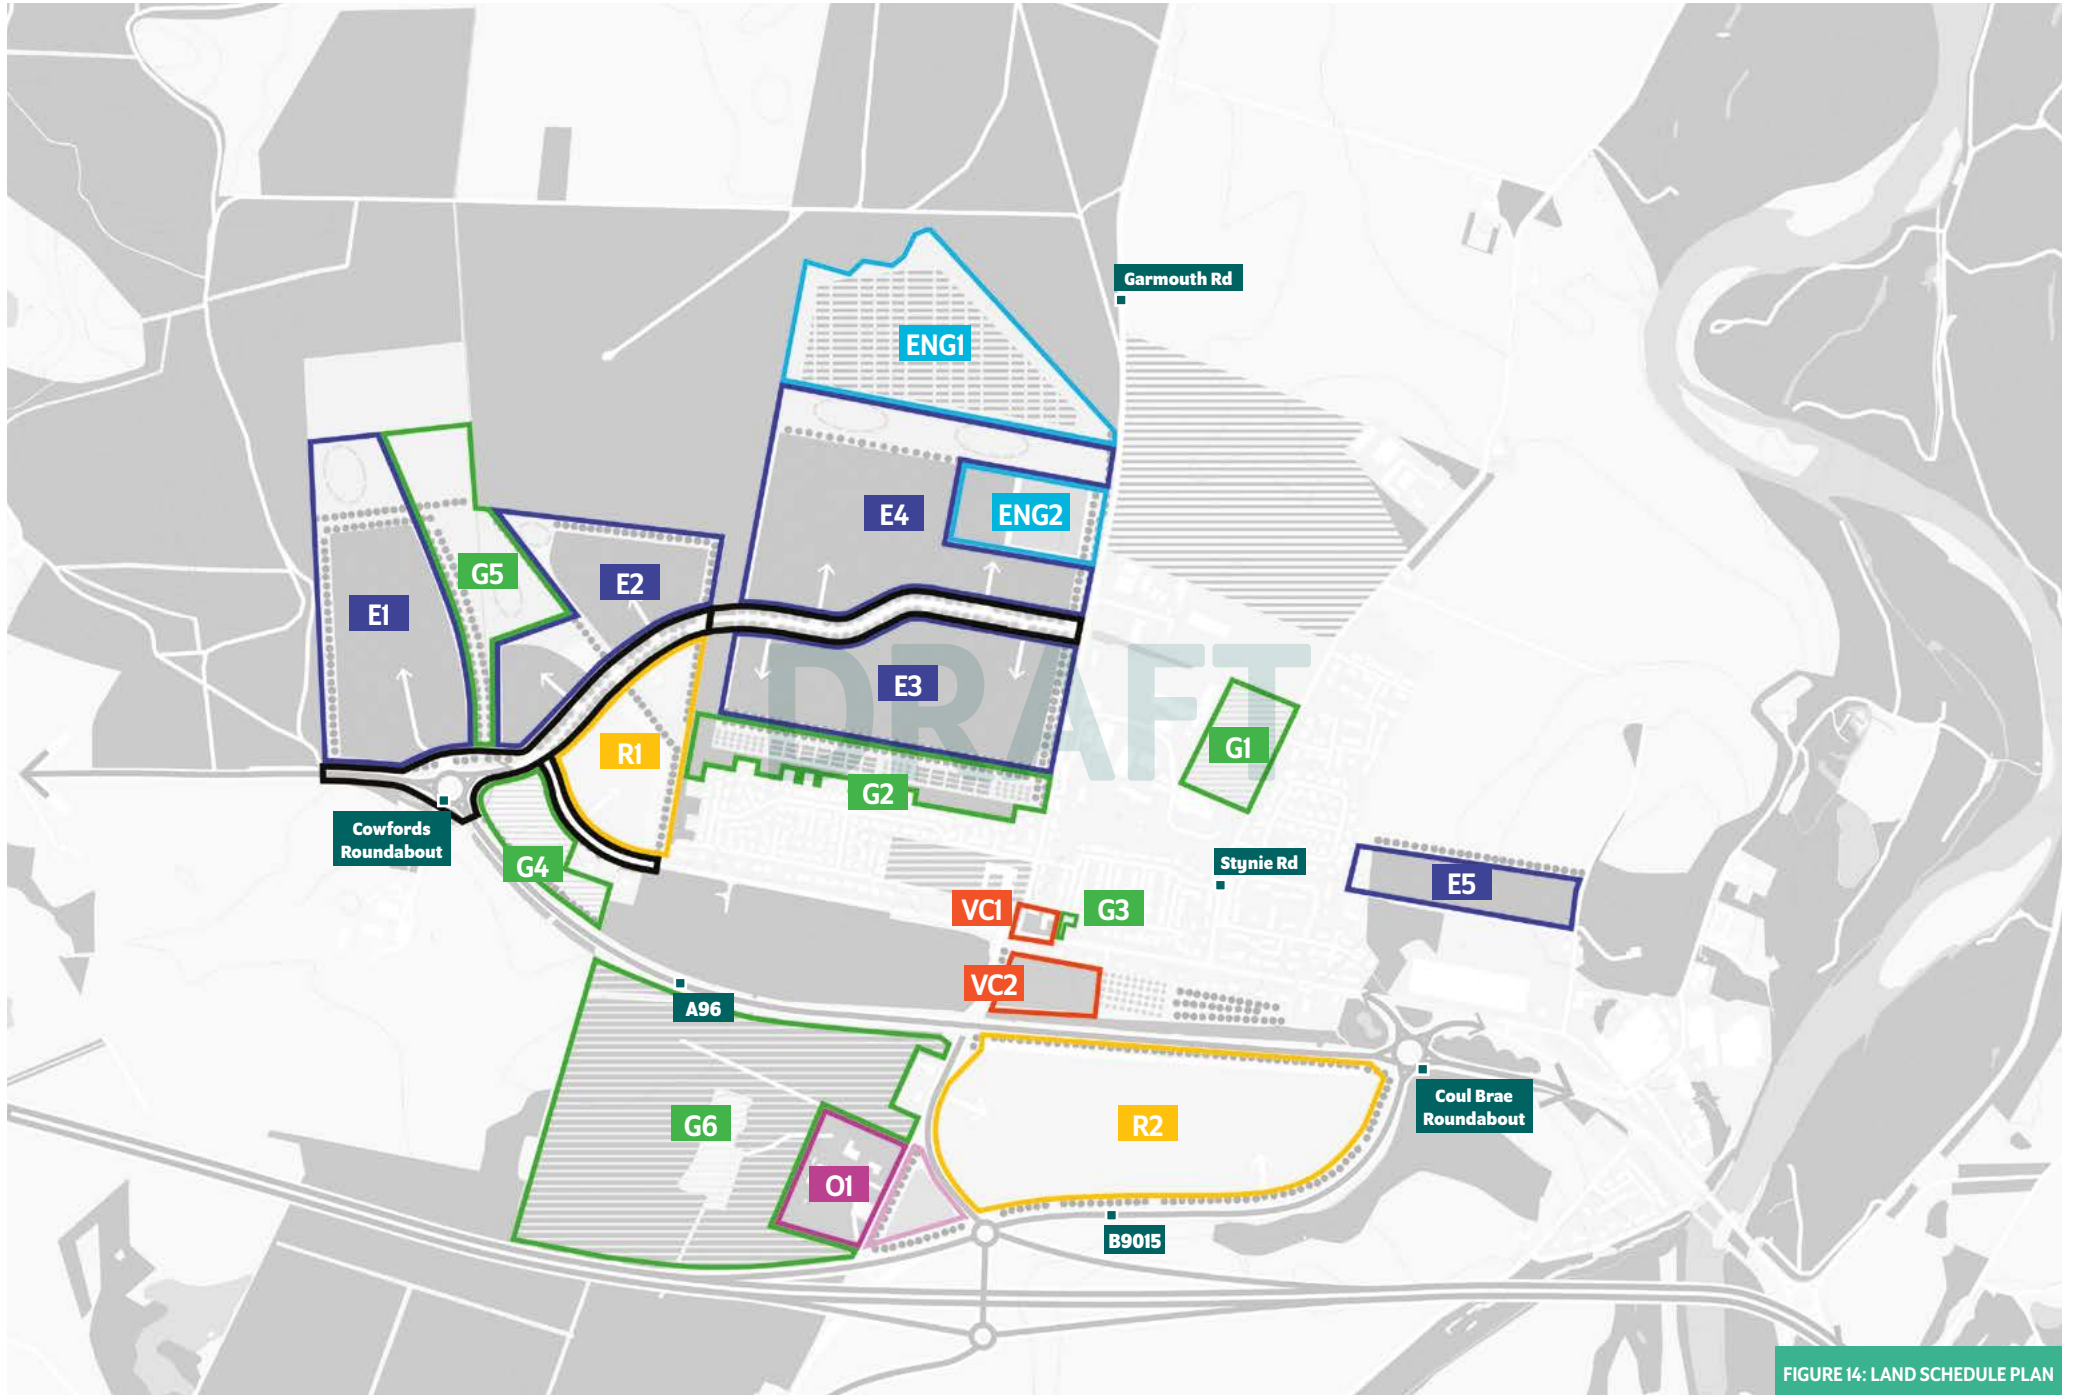 Garmouth Rd
ENG1
E4
ENG2
G5
E2
E1
DRAFT
E3
R1
G1
G2
Cowfords
Roundabout
G4
Stynie Rd
E5
VC1
G3
VC2
A96
Coul Brae
Roundabout
G6
R2
O1
B9015
FIGURE 14: LAND SCHEDULE PLAN